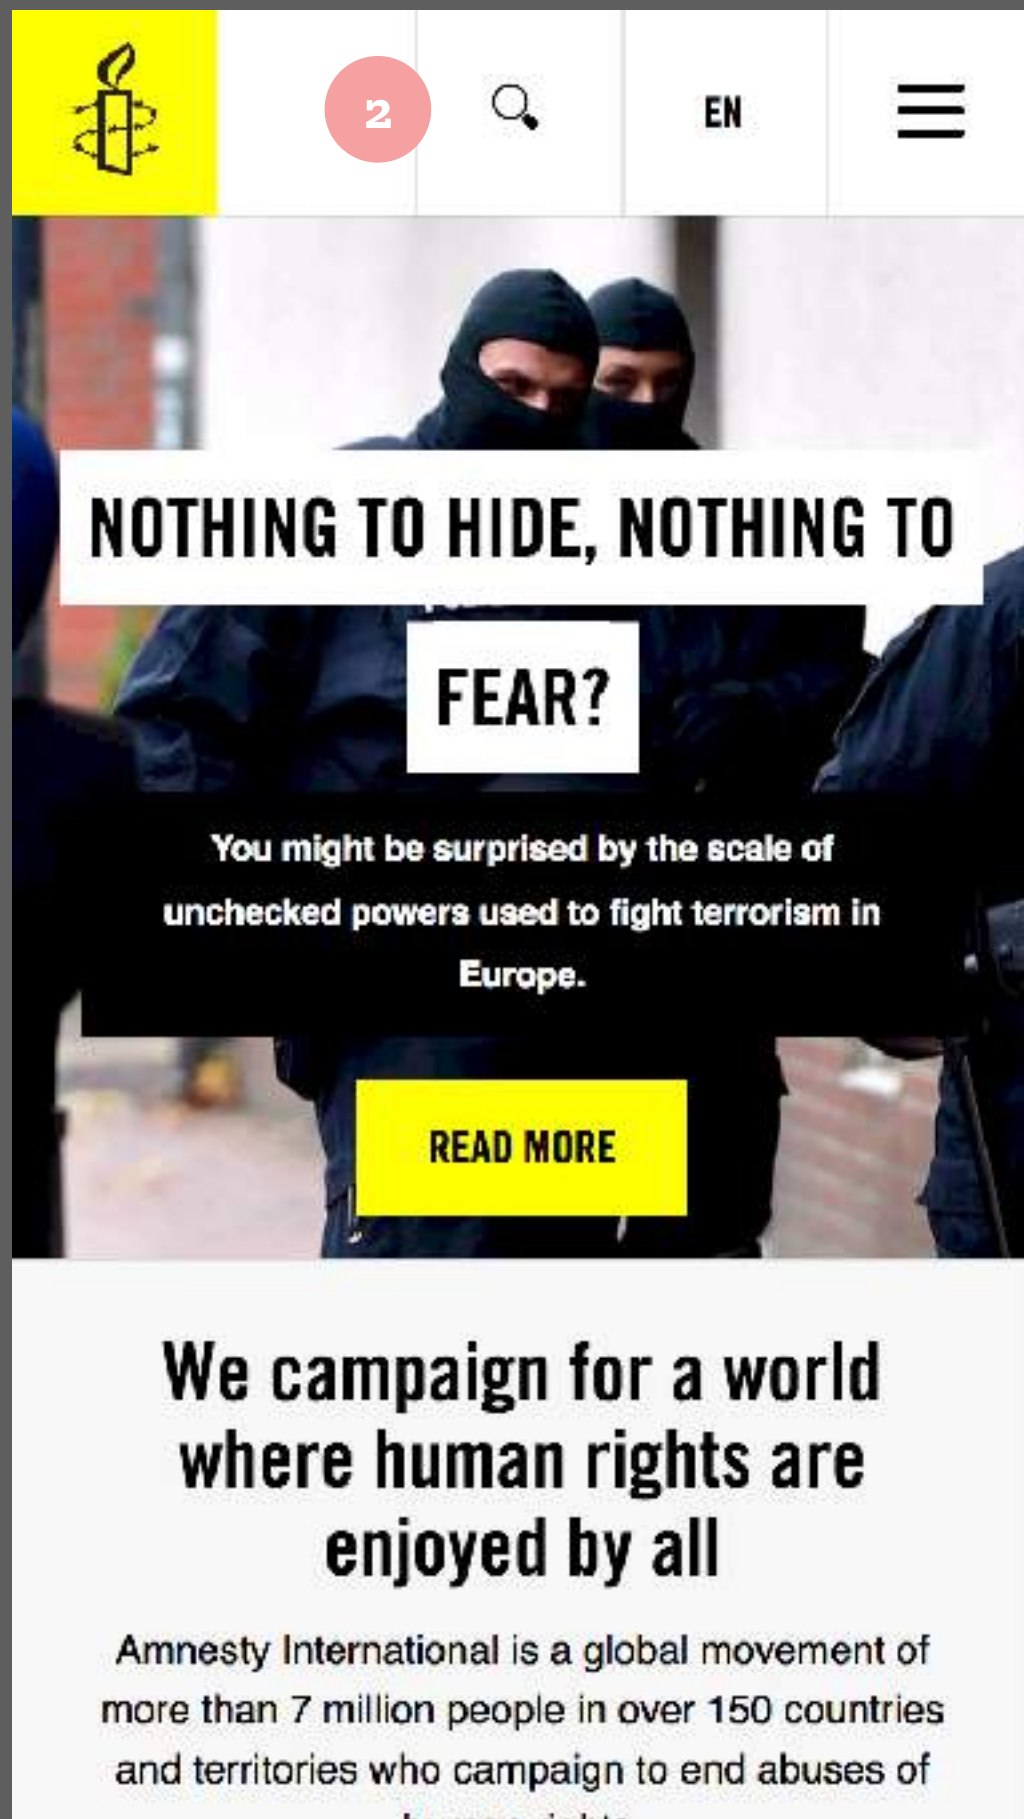 2
EN
NOTHING TO HIDE, NOTHING TO
FEAR?
You might be surprised by the scale of
unchecked powers used to fight terrorism in
Europe.
READ MORE
We campaign for a world
where human rights are
enjoyed by all
Amnesty International is a global movement of
more than 7 million people in over 150 countries
and territories who campaign to end abuses of